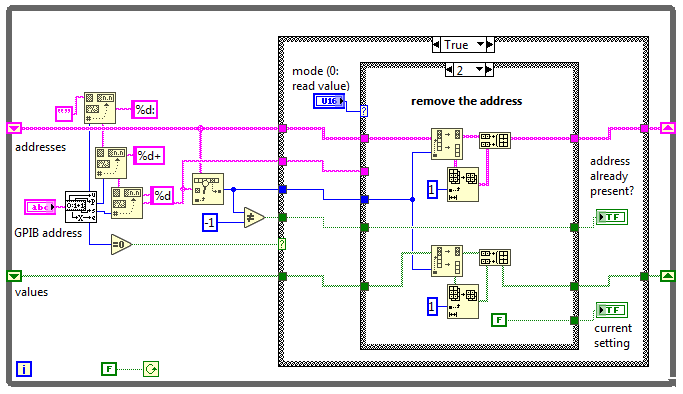 True
mode (0:
read value)
2
U16
?
remove the address
n.n
""
%d:
addresses
n.n
%d+
n.n
%d
abc
GPIB address
-1
≠
=0
?
1
address
already
present?
TF
values
1
F
TF
current
setting
i
F